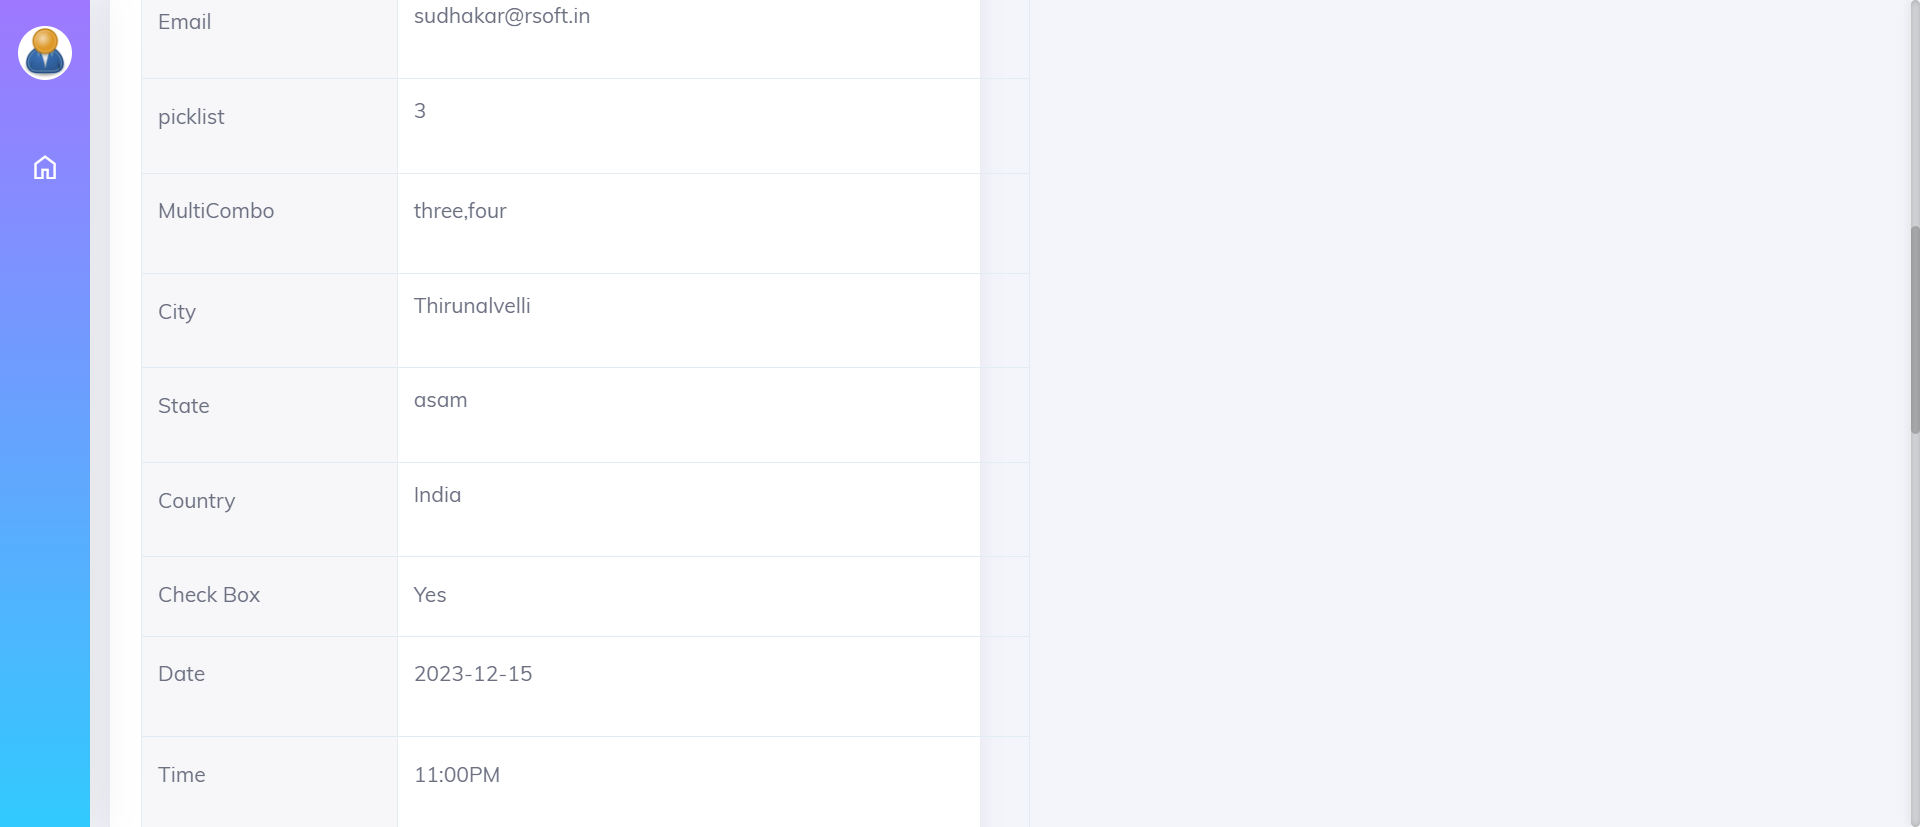 Email sudhakar@rsoft.in
picklist 3
MultiCombo three,four
City Thirunalvelli
State asam
Country India
Check Box Yes
Date 2023-12-15
Time 11:00PM